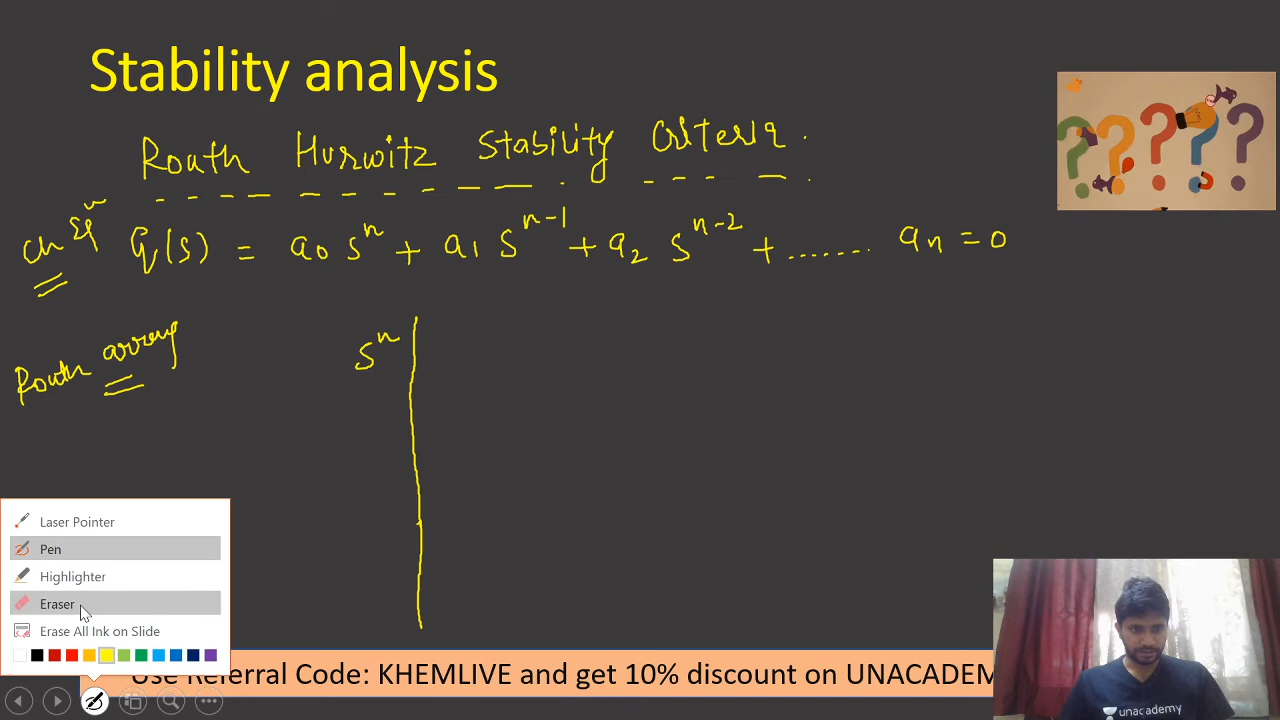 Stability analysis
Routh Hurwitz Stability Criteria.
Ch Eqn q(s) = a0 s^n + a1 s^n-1 + a2 s^n-2 + ....... an = 0
Routh array
s^n
Laser Pointer
Pen
Highlighter
Eraser
Erase All Ink on Slide
Use Referral Code: KHEMLIVE and get 10% discount on UNACADEM
unacademy